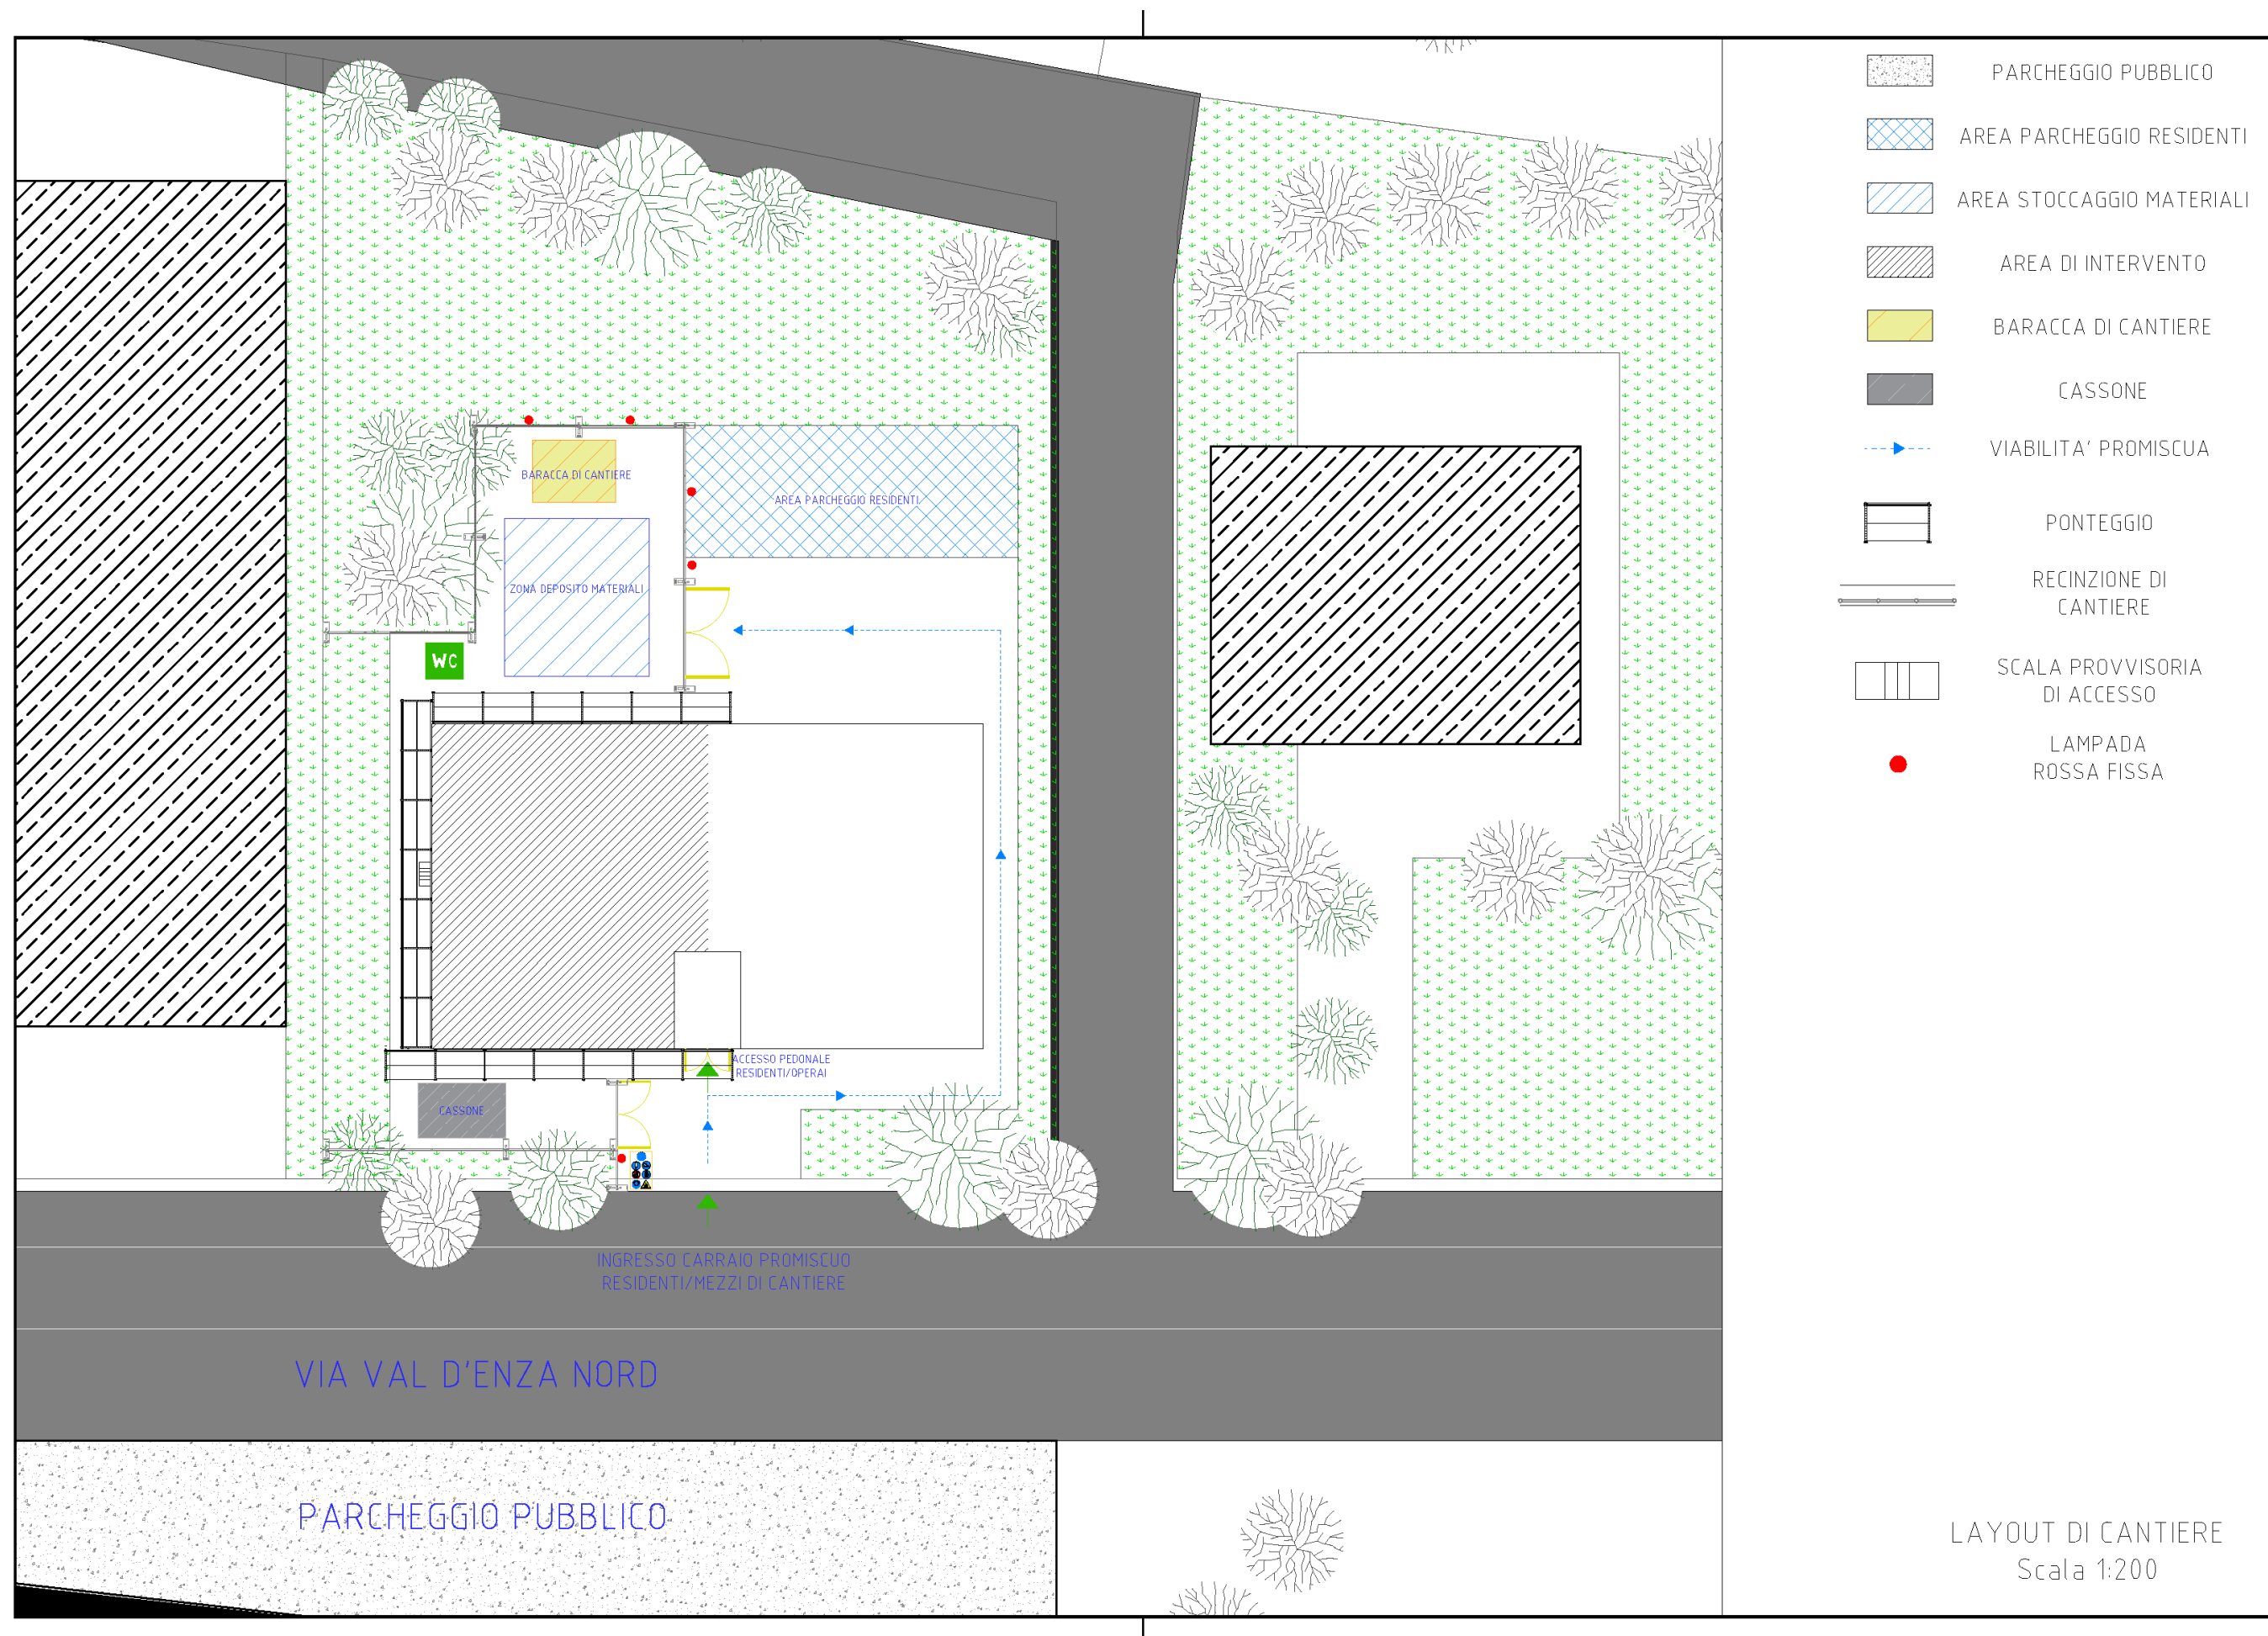 PARCHEGGIO PUBBLICO
AREA PARCHEGGIO RESIDENTI
AREA STOCCAGGIO MATERIALI
AREA DI INTERVENTO
BARACCA DI CANTIERE
CASSONE
VIABILITA' PROMISCUA
PONTEGGIO
RECINZIONE DI
CANTIERE
SCALA PROVVISORIA
DI ACCESSO
LAMPADA
ROSSA FISSA
BARACCA DI CANTIERE
AREA PARCHEGGIO RESIDENTI
ZONA DEPOSITO MATERIALI
WC
ACCESSO PEDONALE
RESIDENTI/OPERAI
CASSONE
INGRESSO CARRAIO PROMISCUO
RESIDENTI/MEZZI DI CANTIERE
VIA VAL D'ENZA NORD
PARCHEGGIO PUBBLICO
LAYOUT DI CANTIERE
Scala 1:200